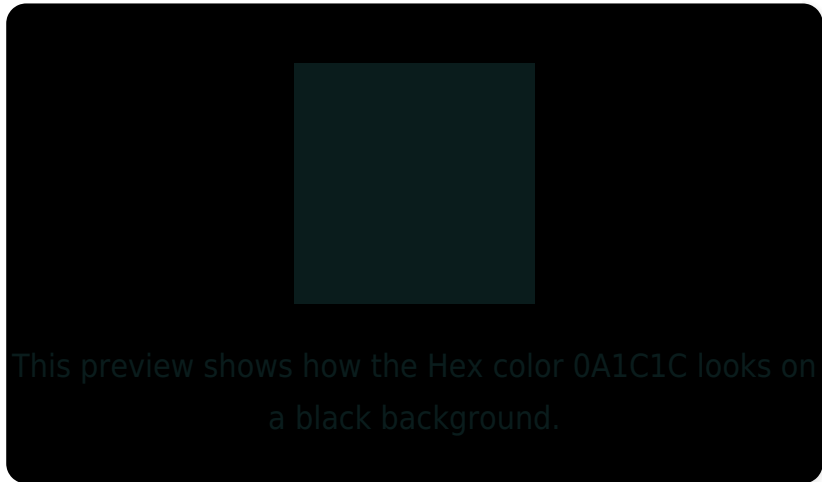 This preview shows how the Hex color 0A1C1C looks on
a black background.